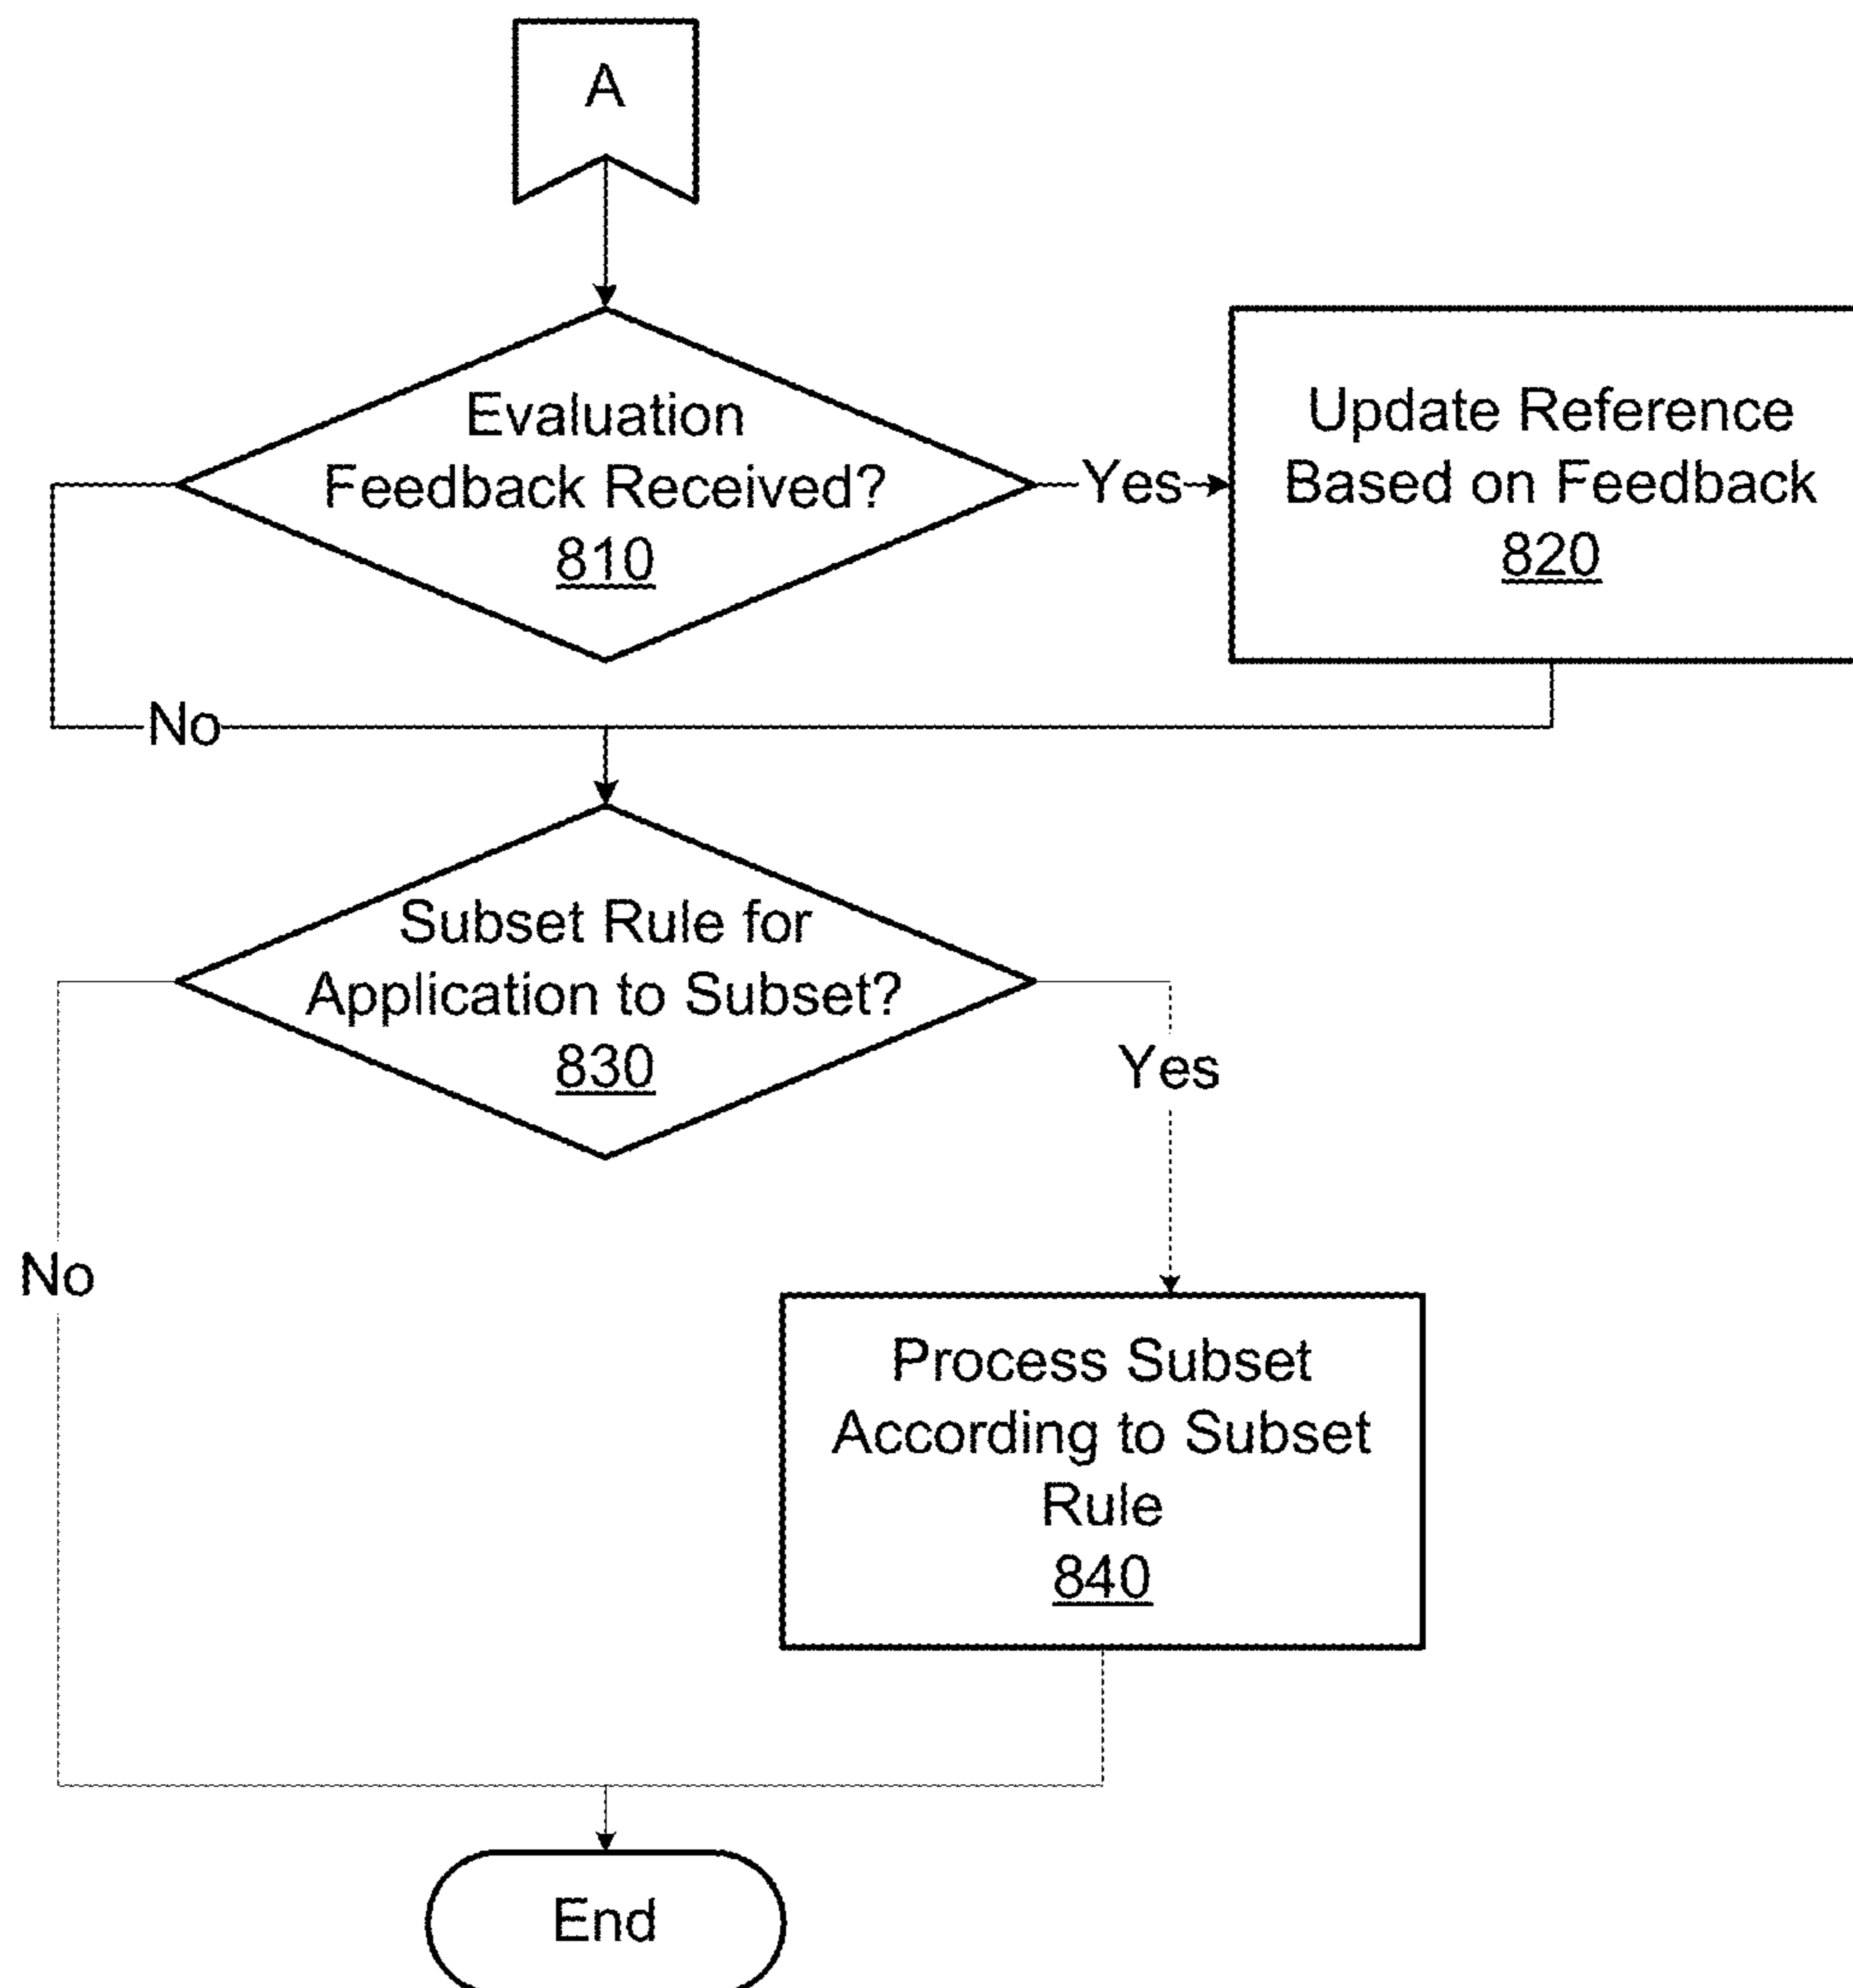 A
Evaluation
Feedback Received?
810
Yes
Update Reference
Based on Feedback
820
No
Subset Rule for
Application to Subset?
830
Yes
No
Process Subset
According to Subset
Rule
840
End